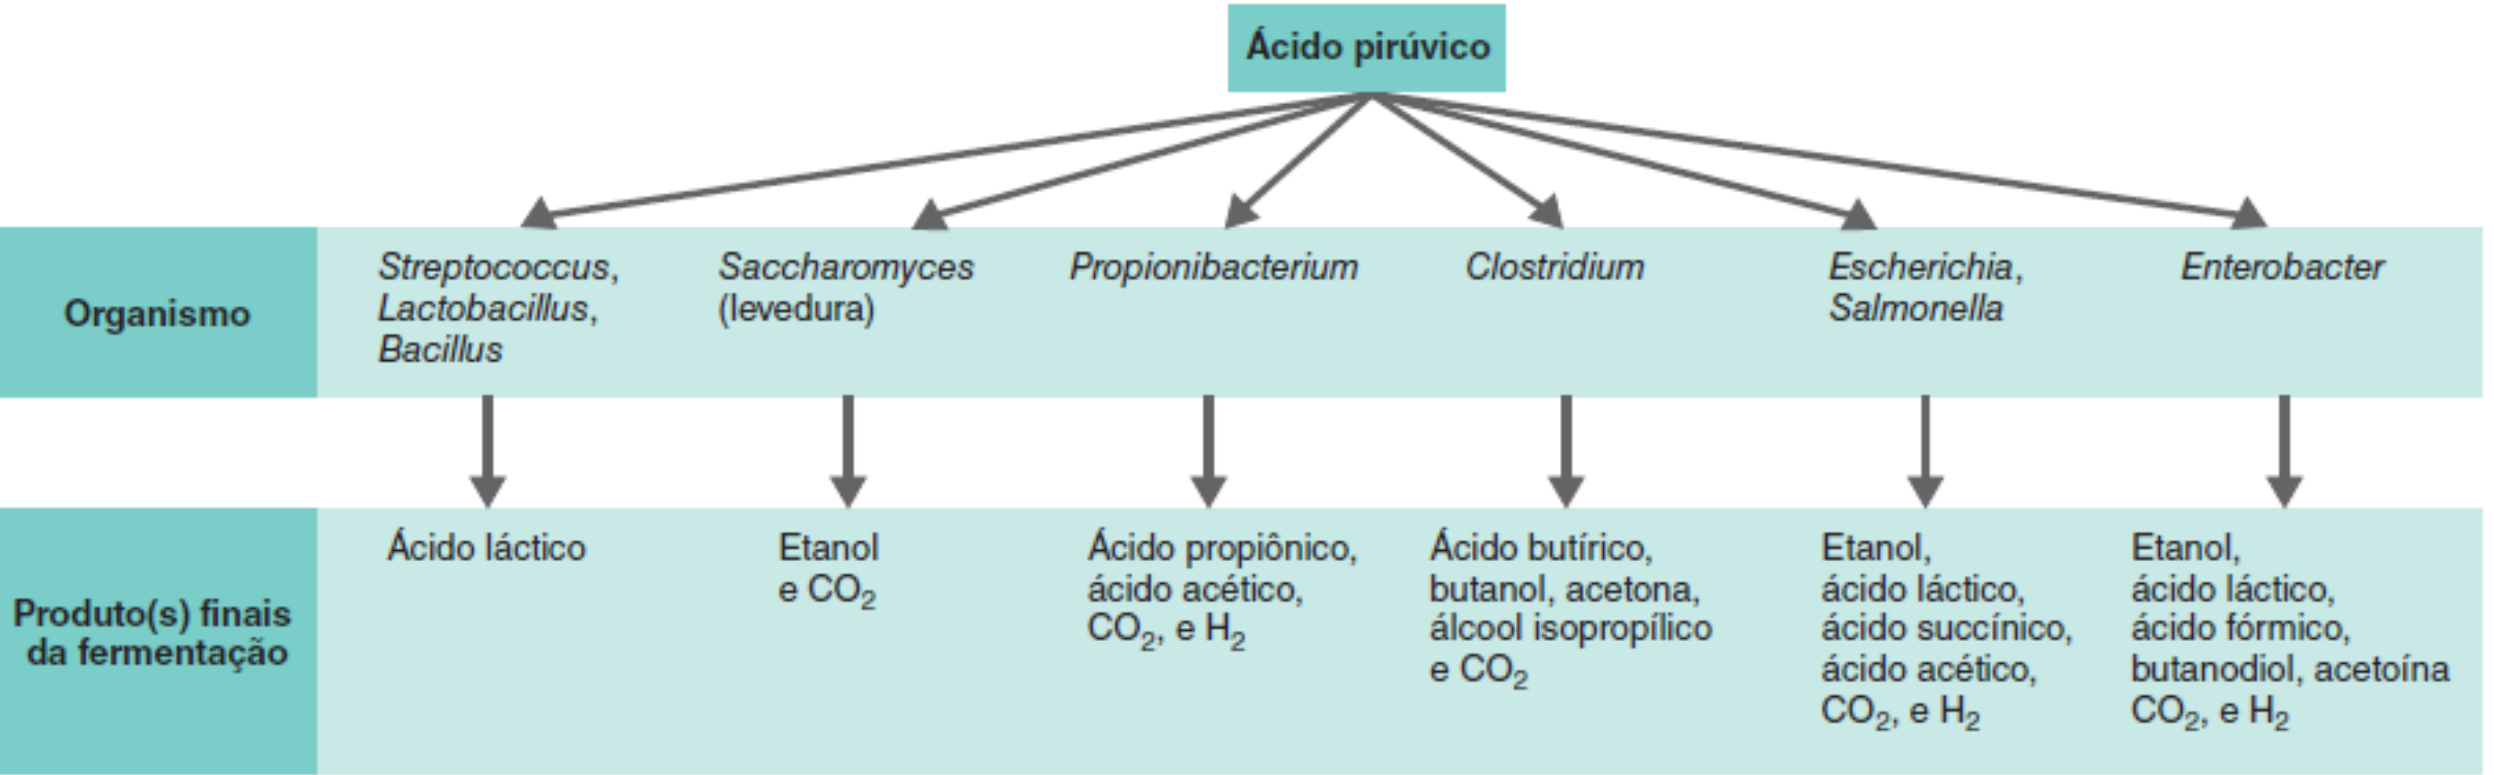 Ácido pirúvico
Organismo
Streptococcus,
Lactobacillus,
Bacillus
Saccharomyces
(levedura)
Propionibacterium
Clostridium
Escherichia,
Salmonella
Enterobacter
Produto(s) finais
da fermentação
Ácido láctico
Etanol
e CO₂
Ácido propiônico,
ácido acético,
CO₂, e H₂
Ácido butírico,
butanol, acetona,
álcool isopropílico
e CO₂
Etanol,
ácido láctico,
ácido succínico,
ácido acético,
CO₂, e H₂
Etanol,
ácido láctico,
ácido fórmico,
butanodiol, acetoína
CO₂, e H₂